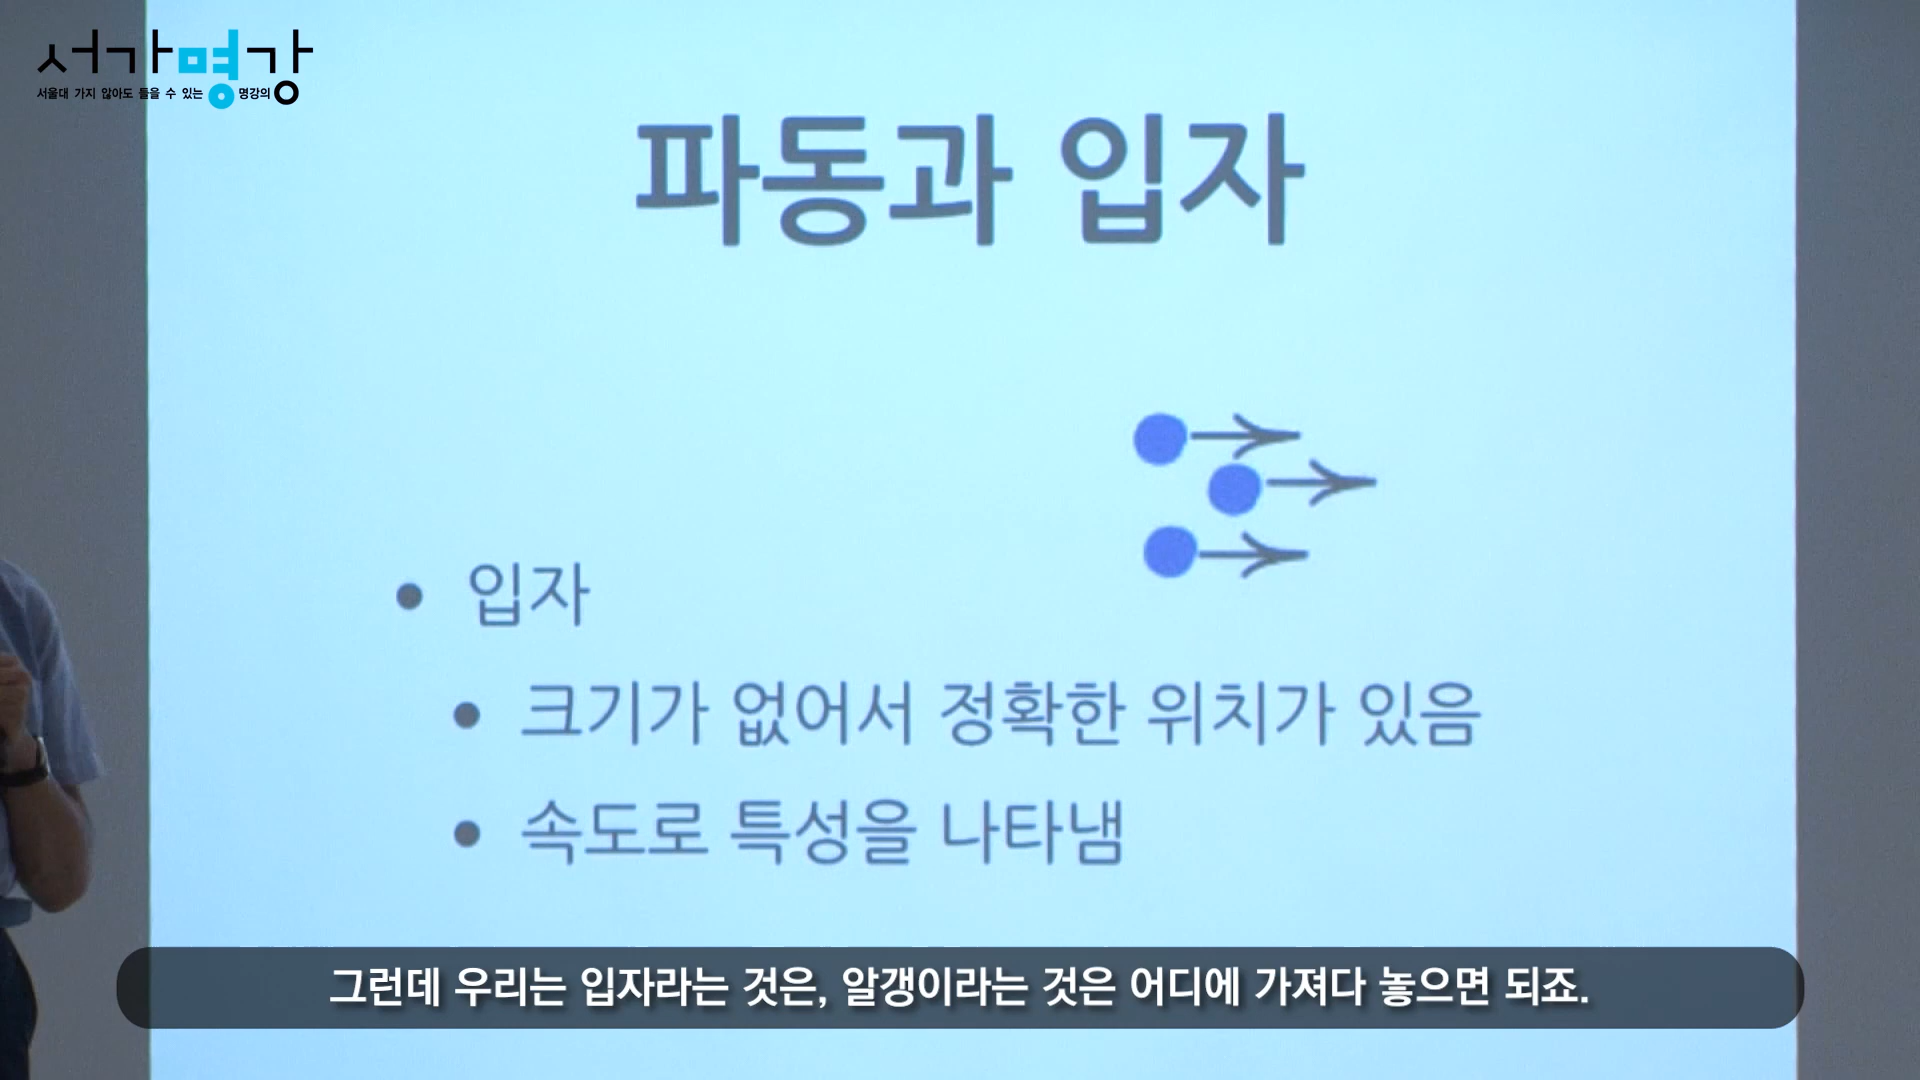 서가명강
서울대 가지 않아도 들을 수 있는 명강의
파동과 입자
• 입자
• 크기가 없어서 정확한 위치가 있음
• 속도로 특성을 나타냄
그런데 우리는 입자라는 것은, 알갱이라는 것은 어디에 가져다 놓으면 되죠.